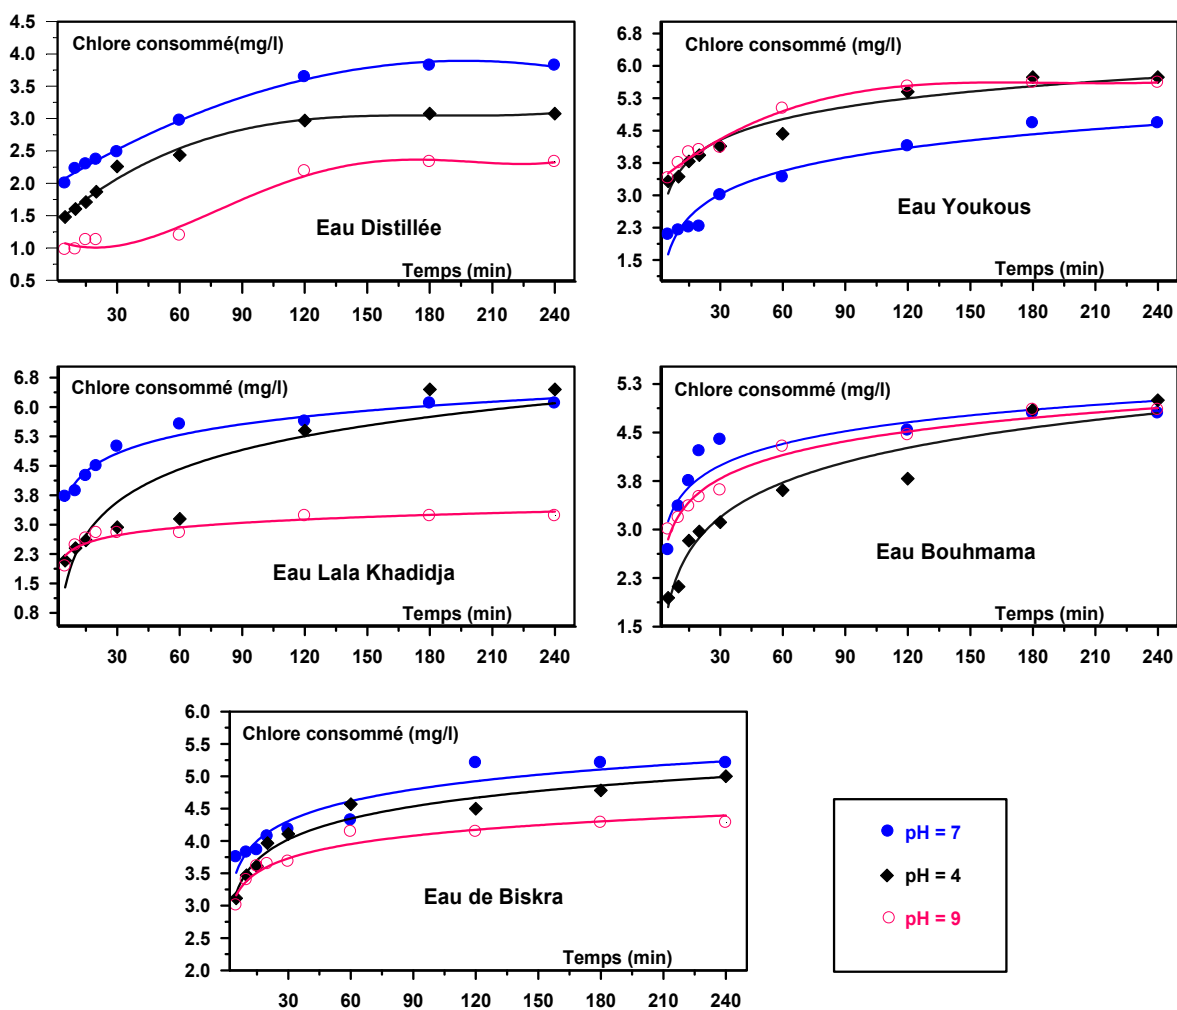 4.5
4.0
3.5
3.0
2.5
2.0
1.5
1.0
0.5
Chlore consommé(mg/l)
Eau Distillée
Temps (min)
30 60 90 120 150 180 210 240
6.8
6.0
5.3
4.5
3.8
3.0
2.3
1.5
Chlore consommé (mg/l)
Eau Youkous
Temps (min)
30 60 90 120 150 180 210 240
6.8
6.0
5.3
4.5
3.8
3.0
2.3
1.5
0.8
Chlore consommé (mg/l)
Eau Lala Khadidja
Temps (min)
30 60 90 120 150 180 210 240
5.3
4.5
3.8
3.0
2.3
1.5
Chlore consommé (mg/l)
Eau Bouhmama
Temps (min)
30 60 90 120 150 180 210 240
6.0
5.0
4.5
4.0
3.5
3.0
2.5
2.0
Chlore consommé (mg/l)
Eau de Biskra
Temps (min)
30 60 90 120 150 180 210 240
pH = 7
pH = 4
pH = 9